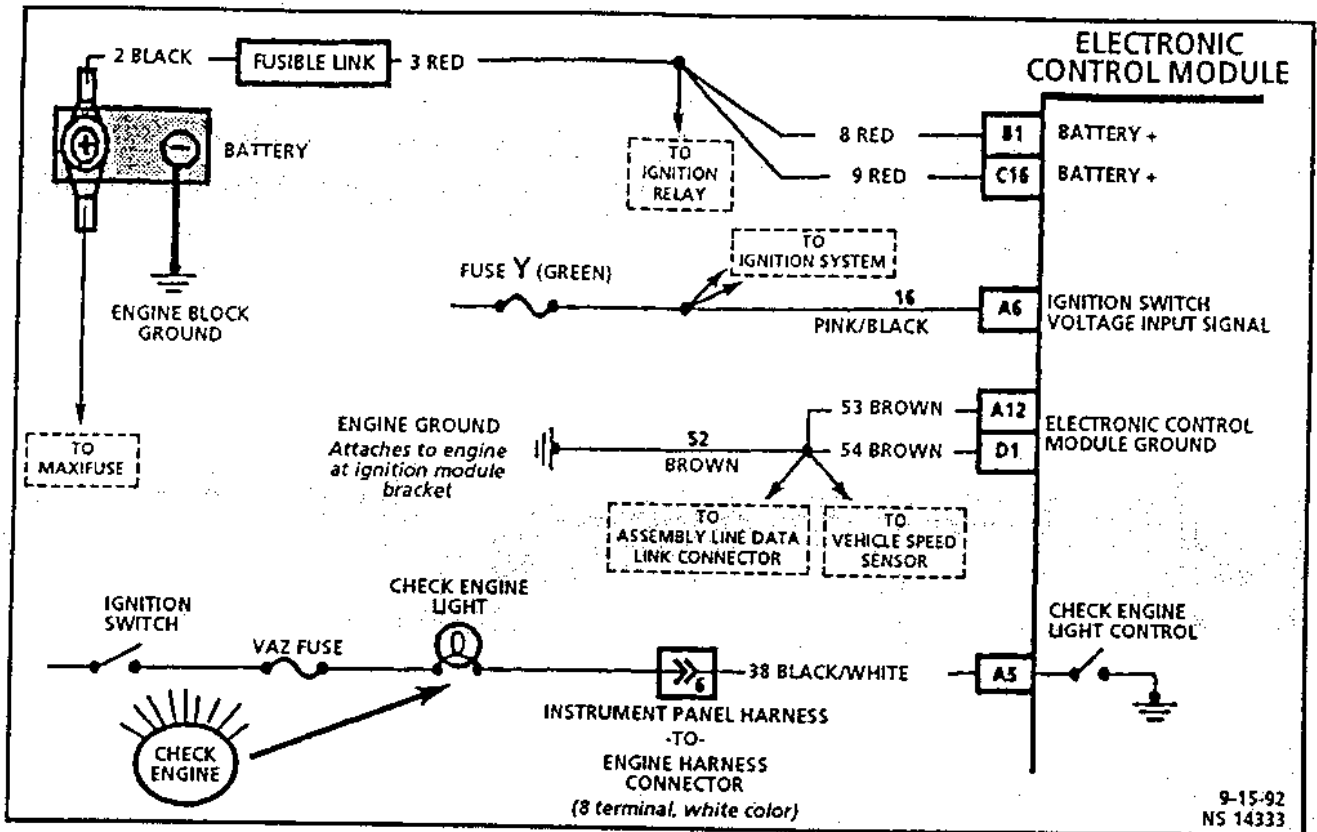 ELECTRONIC
CONTROL MODULE
2 BLACK
FUSIBLE LINK
3 RED
+
-
BATTERY
8 RED
B1
BATTERY +
TO
IGNITION
RELAY
9 RED
C16
BATTERY +
ENGINE BLOCK
GROUND
TO
IGNITION SYSTEM
FUSE Y (GREEN)
16
PINK/BLACK
A6
IGNITION SWITCH
VOLTAGE INPUT SIGNAL
TO
MAXIFUSE
ENGINE GROUND
Attaches to engine
at ignition module
bracket
52
BROWN
53 BROWN
A12
54 BROWN
D1
ELECTRONIC CONTROL
MODULE GROUND
TO
ASSEMBLY LINE DATA
LINK CONNECTOR
TO
VEHICLE SPEED
SENSOR
IGNITION
SWITCH
VAZ FUSE
CHECK ENGINE
LIGHT
6
38 BLACK/WHITE
A5
CHECK ENGINE
LIGHT CONTROL
CHECK
ENGINE
INSTRUMENT PANEL HARNESS
-TO-
ENGINE HARNESS
CONNECTOR
(8 terminal, white color)
9-15-92
NS 14333